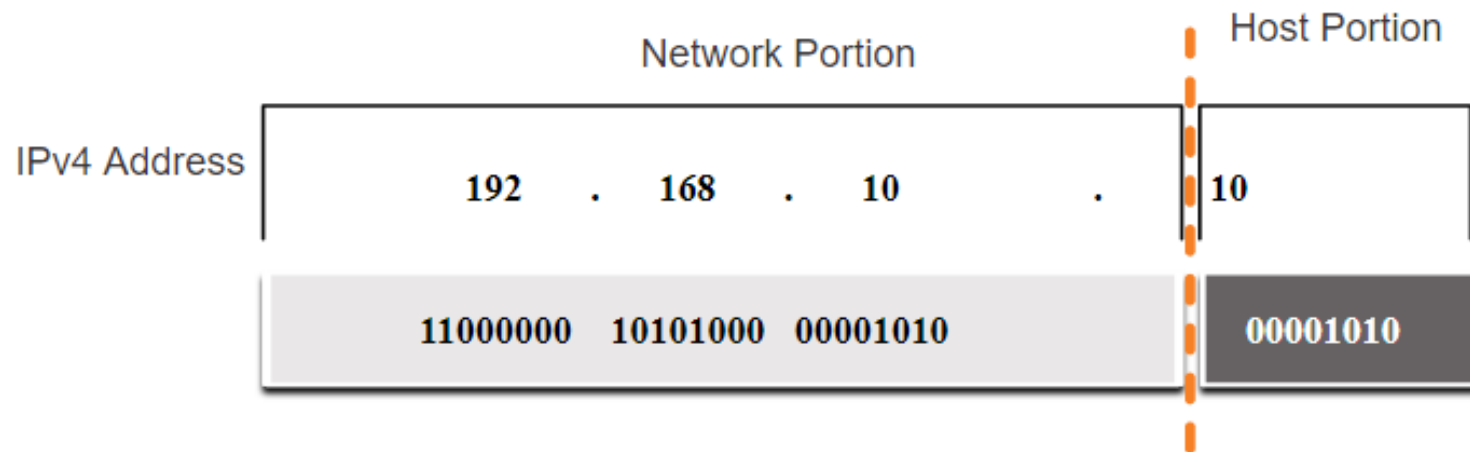 Host Portion
Network Portion
IPv4 Address
192 . 168 . 10 . 10
11000000 10101000 00001010 00001010